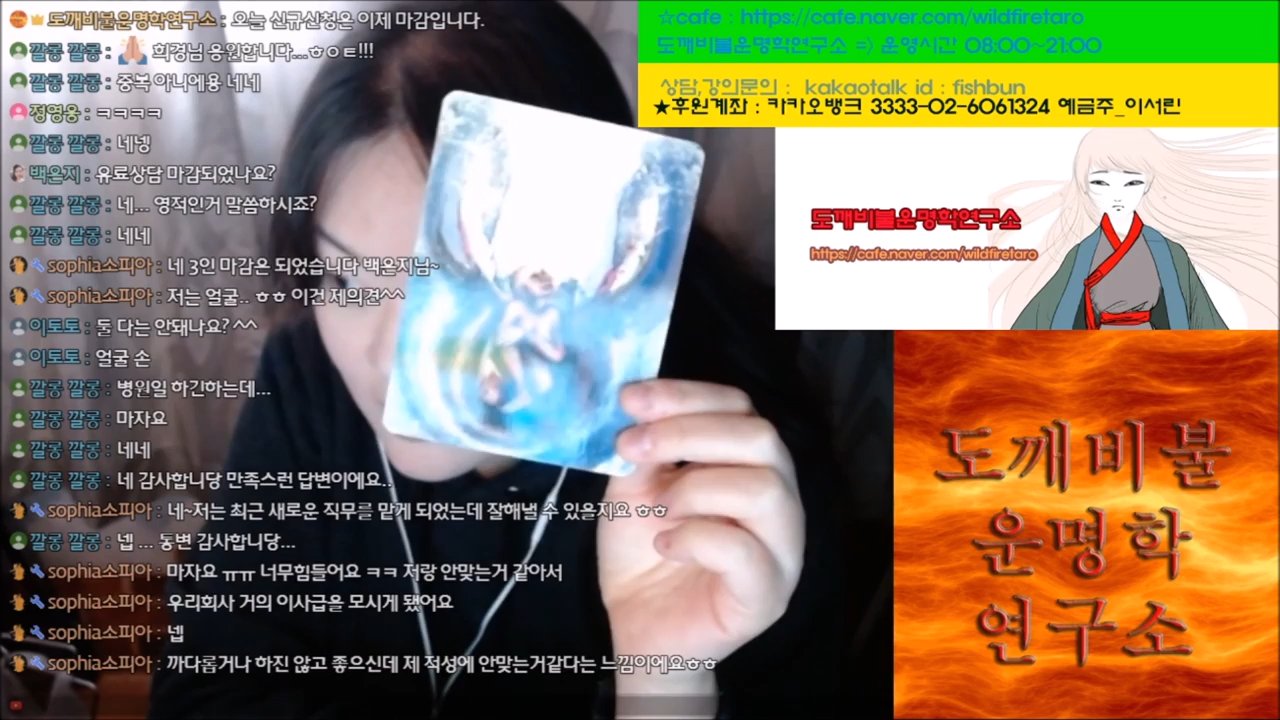 도깨비불운명학연구소 : 오늘 신규신청은 이제 마감입니다.
깔롱 깔롱 : 희경님 응원합니다...ㅎㅇㅌ!!!
깔롱 깔롱 : 중복 아니에용 네네
정영웅 : ㅋㅋㅋㅋ
깔롱 깔롱 : 네넹
백은지 : 유료상담 마감되었나요?
깔롱 깔롱 : 네... 영적인거 말씀하시죠?
깔롱 깔롱 : 네네
sophia소피아 : 네 3인 마감은 되었습니다 백은지님~
sophia소피아 : 저는 얼굴.. ㅎㅎ 이건 제의견^^
이토토 : 둘 다는 안돼나요? ^^
이토토 : 얼굴 손
깔롱 깔롱 : 병원일 하긴하는데...
깔롱 깔롱 : 마자요
깔롱 깔롱 : 네네
깔롱 깔롱 : 네 감사합니당 만족스런 답변이에요..
sophia소피아 : 네~저는 최근 새로운 직무를 맡게 되었는데 잘해낼 수 있을지요 ㅎㅎ
깔롱 깔롱 : 넵 ... 통변 감사합니당...
sophia소피아 : 마자요 ㅠㅠ 너무힘들어요 ㅋㅋ 저랑 안맞는거 같아서
sophia소피아 : 우리회사 거의 이사급을 모시게 됐어요
sophia소피아 : 넵
sophia소피아 : 까다롭거나 하진 않고 좋으신데 제 적성에 안맞는거같다는 느낌이에요ㅎㅎ
☆cafe : https://cafe.naver.com/wildfiretaro
도깨비불운명학연구소 => 운영시간 08:00~21:00
상담,강의문의 : kakaotalk id : fishbun
★후원계좌 : 카카오뱅크 3333-02-6061324 예금주_이서린
도깨비불운명학연구소
https://cafe.naver.com/wildfiretaro
도깨비불
운명학
연구소